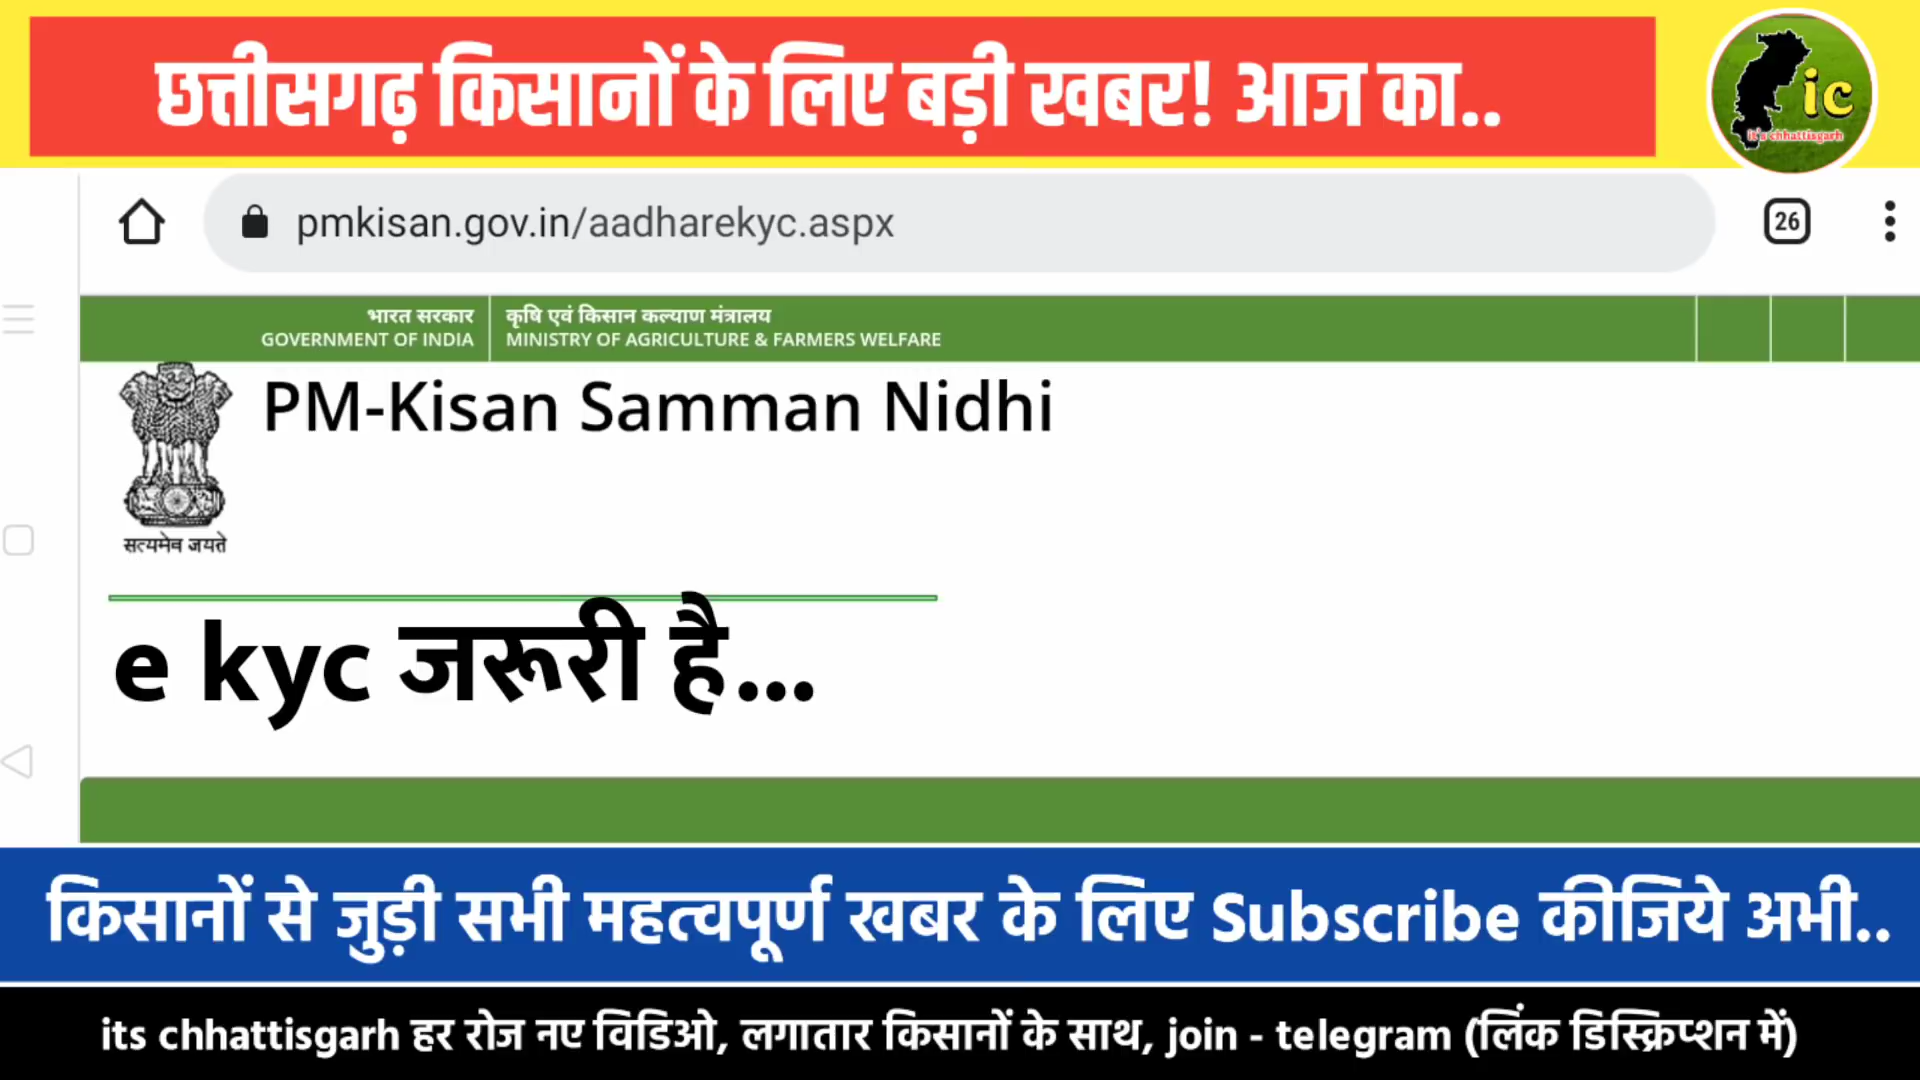 छत्तीसगढ़ किसानों के लिए बड़ी खबर! आज का..
ic
it's chhattisgarh
pmkisan.gov.in/aadharekyc.aspx
26
भारत सरकार
GOVERNMENT OF INDIA
कृषि एवं किसान कल्याण मंत्रालय
MINISTRY OF AGRICULTURE & FARMERS WELFARE
PM-Kisan Samman Nidhi
सत्यमेव जयते
e kyc जरूरी है...
किसानों से जुड़ी सभी महत्वपूर्ण खबर के लिए Subscribe कीजिये अभी..
its chhattisgarh हर रोज नए विडिओ, लगातार किसानों के साथ, join - telegram (लिंक डिस्क्रिप्शन में)